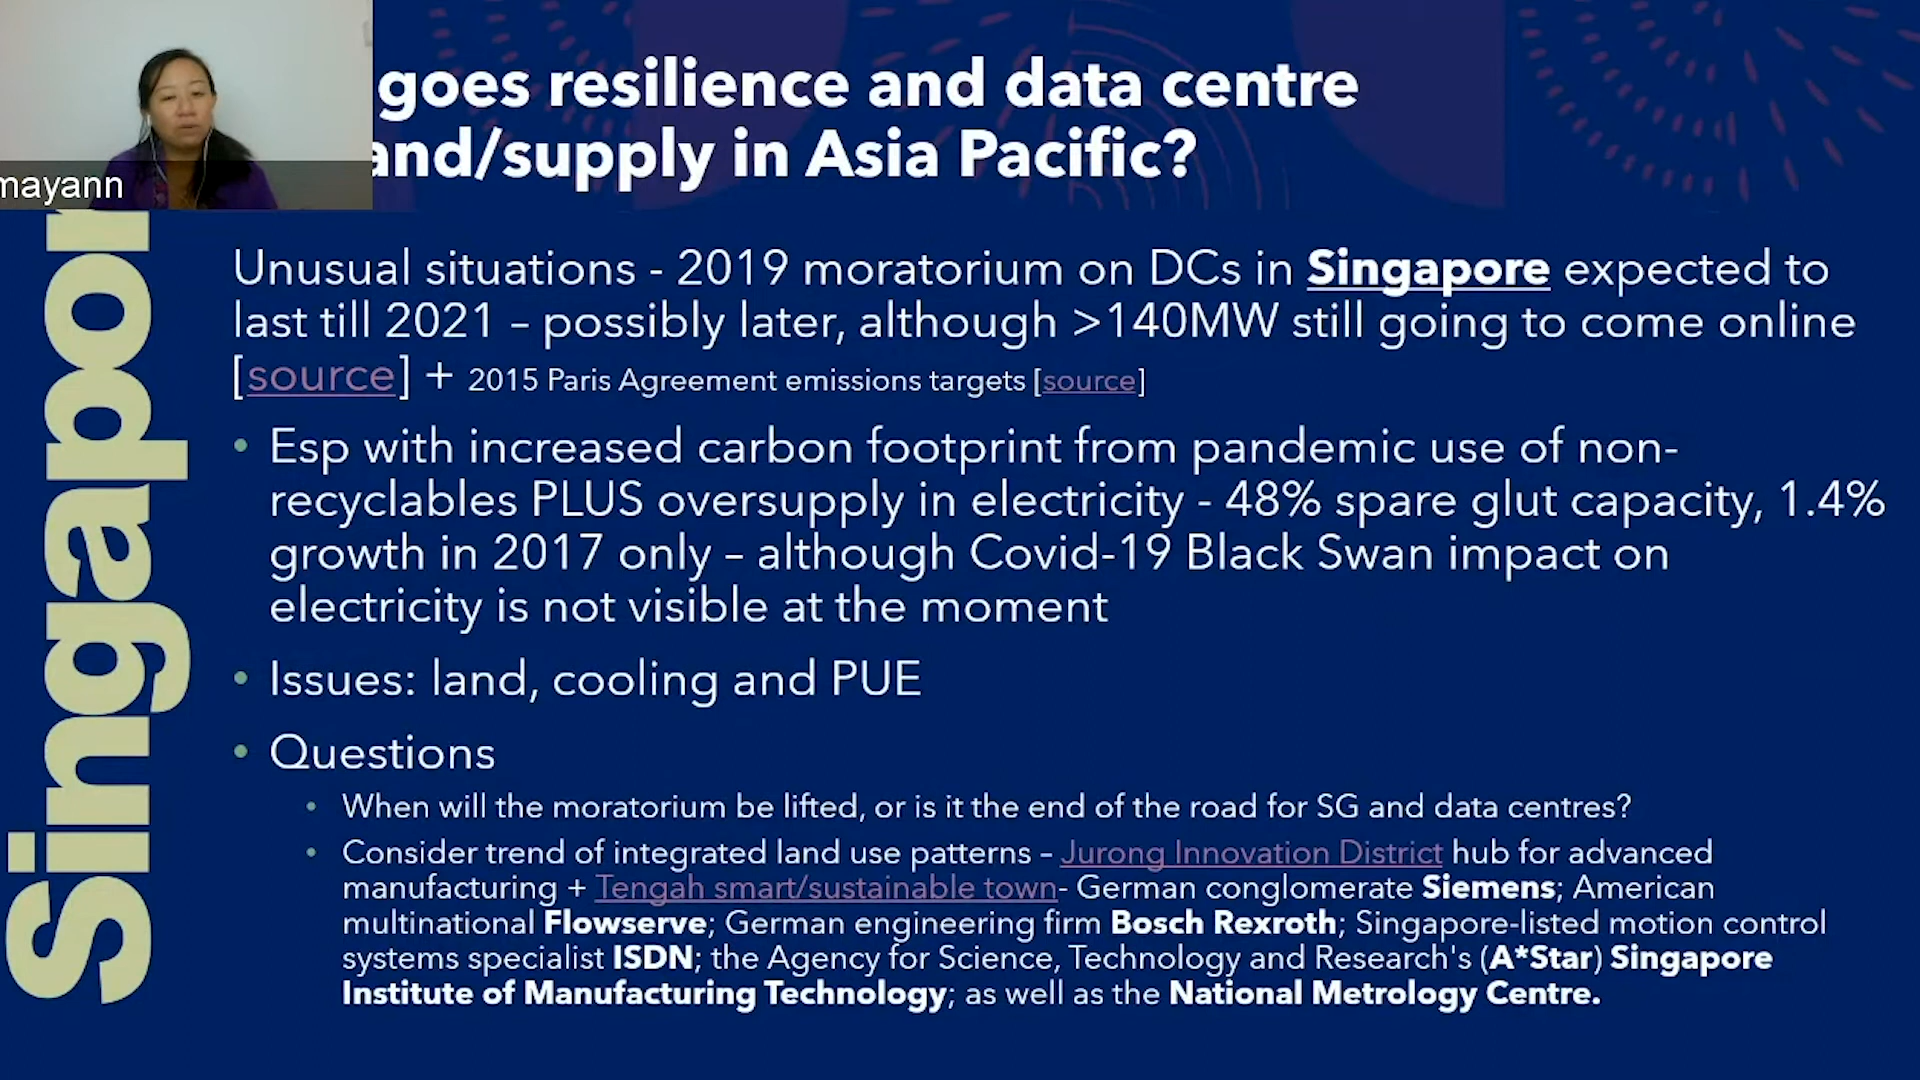 goes resilience and data centre
and/supply in Asia Pacific?
mayann
Singapor
Unusual situations - 2019 moratorium on DCs in Singapore expected to
last till 2021 – possibly later, although >140MW still going to come online
[source] + 2015 Paris Agreement emissions targets [source]
• Esp with increased carbon footprint from pandemic use of non-
recyclables PLUS oversupply in electricity - 48% spare glut capacity, 1.4%
growth in 2017 only – although Covid-19 Black Swan impact on
electricity is not visible at the moment
• Issues: land, cooling and PUE
• Questions
• When will the moratorium be lifted, or is it the end of the road for SG and data centres?
• Consider trend of integrated land use patterns – Jurong Innovation District hub for advanced
manufacturing + Tengah smart/sustainable town- German conglomerate Siemens; American
multinational Flowserve; German engineering firm Bosch Rexroth; Singapore-listed motion control
systems specialist ISDN; the Agency for Science, Technology and Research's (A*Star) Singapore
Institute of Manufacturing Technology; as well as the National Metrology Centre.